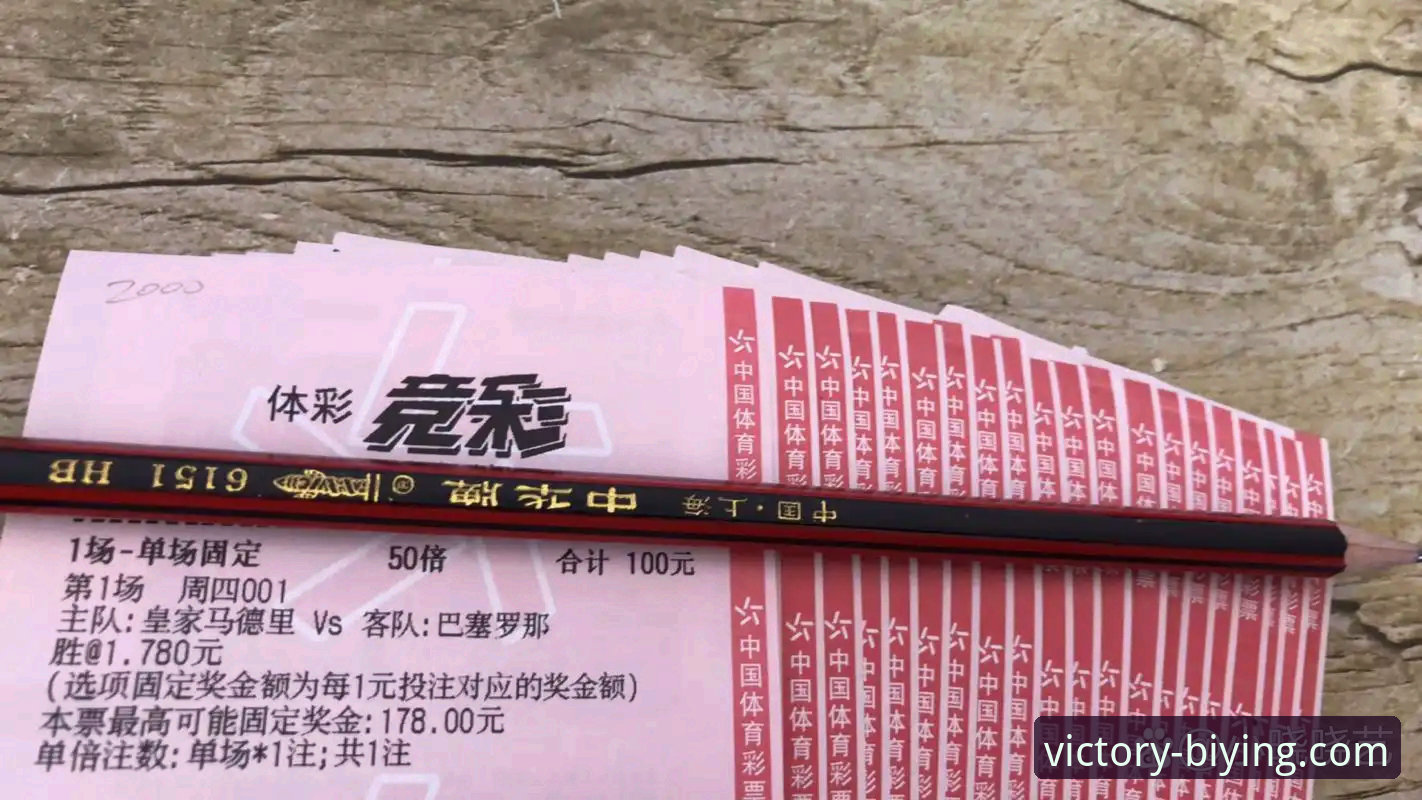 2000
体彩 竞彩
中国·上海 中华牌 6151 HB
1场-单场固定 50倍 合计 100元
第1场 周四001
主队:皇家马德里 Vs 客队:巴塞罗那
胜@1.780元
(选项固定奖金额为每1元投注对应的奖金额)
本票最高可能固定奖金:178.00元
单倍注数:单场*1注;共1注
中国体育彩
中国体育彩票
victory-biying.com